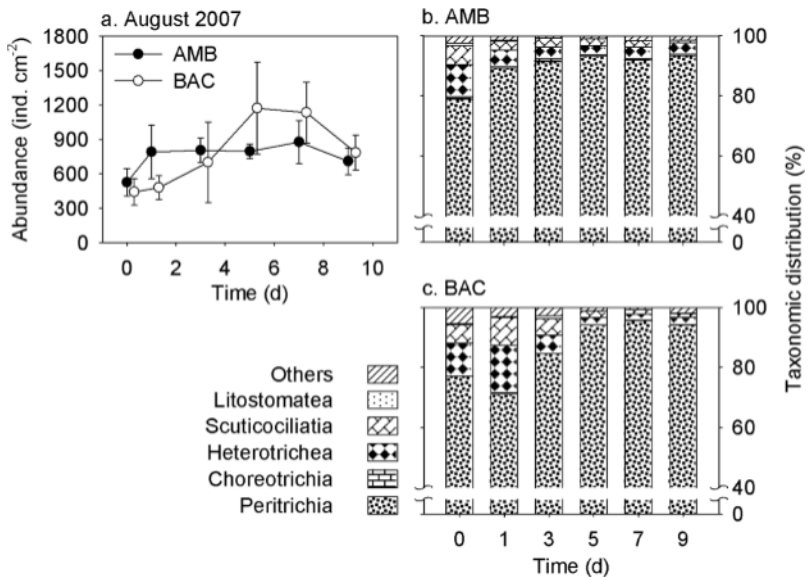 a. August 2007
Abundance (ind. cm⁻²)
1800
1500
1200
900
600
300
0
AMB
BAC
0 2 4 6 8 10
Time (d)
b. AMB
100
80
60
40
0
Taxonomic distribution (%)
c. BAC
100
80
60
40
0
Others
Litostomatea
Scuticociliatia
Heterotrichea
Choreotrichia
Peritrichia
0 1 3 5 7 9
Time (d)